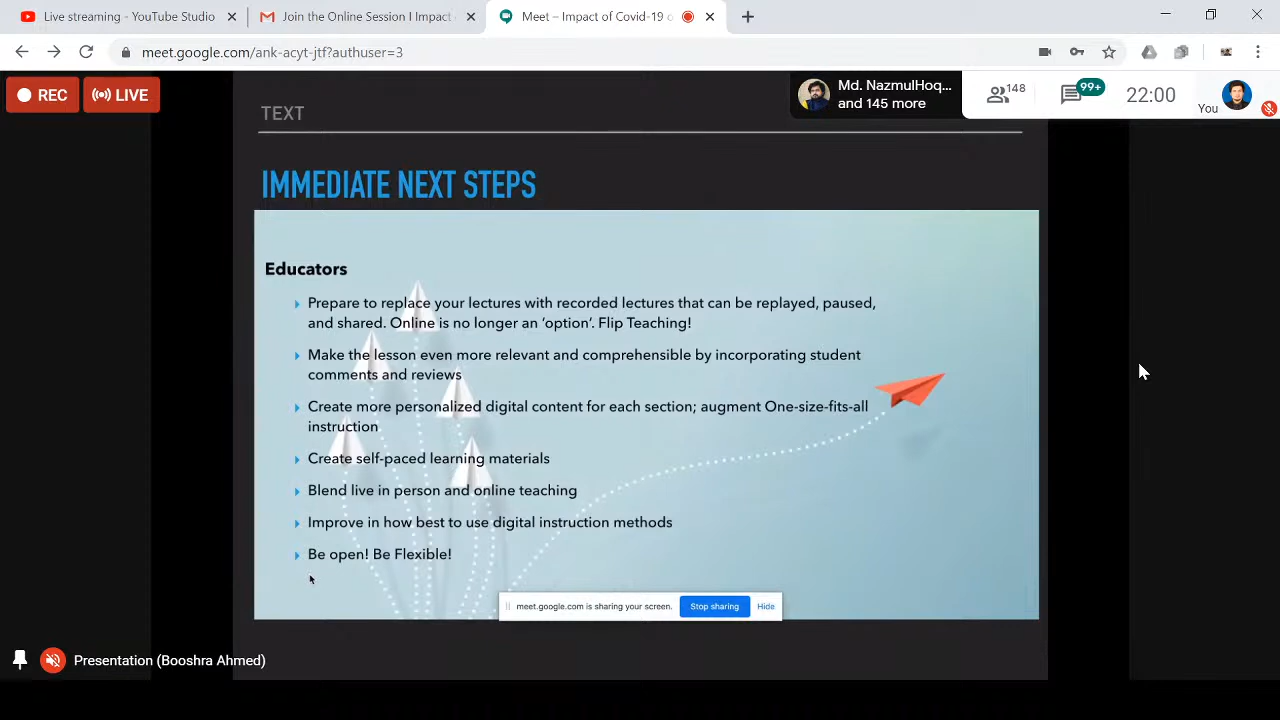 Live streaming - YouTube Studio
Join the Online Session I Impact
Meet – Impact of Covid-19 o
meet.google.com/ank-acyt-jtf?authuser=3
REC
LIVE
Md. NazmulHoq...
and 145 more
148
99+
22:00
You
TEXT
IMMEDIATE NEXT STEPS
Educators
Prepare to replace your lectures with recorded lectures that can be replayed, paused,
and shared. Online is no longer an ‘option’. Flip Teaching!
Make the lesson even more relevant and comprehensible by incorporating student
comments and reviews
Create more personalized digital content for each section; augment One-size-fits-all
instruction
Create self-paced learning materials
Blend live in person and online teaching
Improve in how best to use digital instruction methods
Be open! Be Flexible!
meet.google.com is sharing your screen.
Stop sharing
Hide
Presentation (Booshra Ahmed)